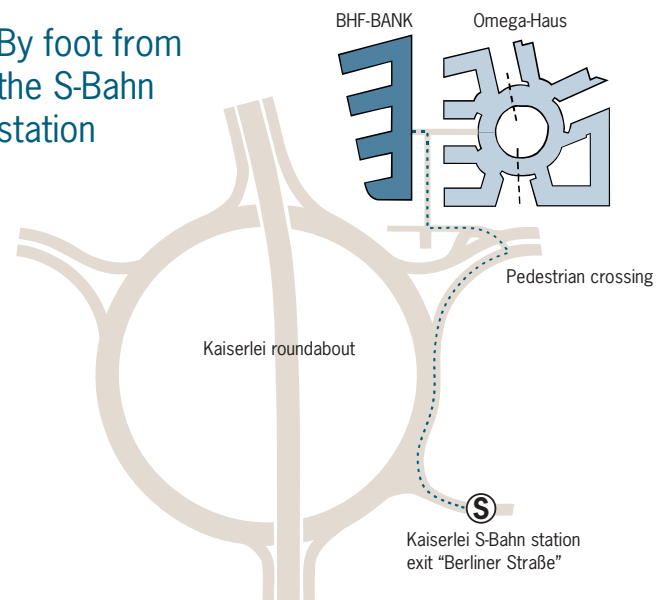 By foot from
the S-Bahn
station
BHF-BANK
Omega-Haus
Pedestrian crossing
Kaiserlei roundabout
S
Kaiserlei S-Bahn station
exit “Berliner Straße”